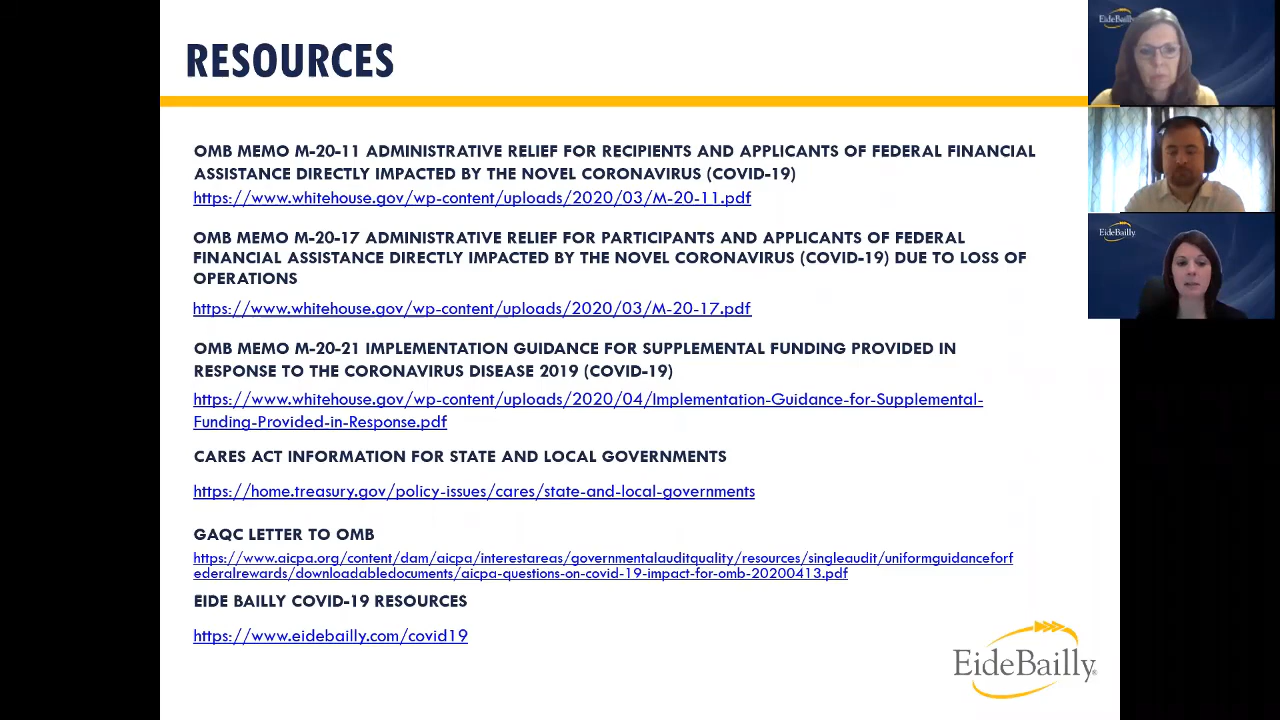 RESOURCES
OMB MEMO M-20-11 ADMINISTRATIVE RELIEF FOR RECIPIENTS AND APPLICANTS OF FEDERAL FINANCIAL
ASSISTANCE DIRECTLY IMPACTED BY THE NOVEL CORONAVIRUS (COVID-19)
https://www.whitehouse.gov/wp-content/uploads/2020/03/M-20-11.pdf
OMB MEMO M-20-17 ADMINISTRATIVE RELIEF FOR PARTICIPANTS AND APPLICANTS OF FEDERAL
FINANCIAL ASSISTANCE DIRECTLY IMPACTED BY THE NOVEL CORONAVIRUS (COVID-19) DUE TO LOSS OF
OPERATIONS
https://www.whitehouse.gov/wp-content/uploads/2020/03/M-20-17.pdf
OMB MEMO M-20-21 IMPLEMENTATION GUIDANCE FOR SUPPLEMENTAL FUNDING PROVIDED IN
RESPONSE TO THE CORONAVIRUS DISEASE 2019 (COVID-19)
https://www.whitehouse.gov/wp-content/uploads/2020/04/Implementation-Guidance-for-Supplemental-
Funding-Provided-in-Response.pdf
CARES ACT INFORMATION FOR STATE AND LOCAL GOVERNMENTS
https://home.treasury.gov/policy-issues/cares/state-and-local-governments
GAQC LETTER TO OMB
https://www.aicpa.org/content/dam/aicpa/interestareas/governmentalauditquality/resources/singleaudit/uniformguidanceforf
ederalrewards/downloadabledocuments/aicpa-questions-on-covid-19-impact-for-omb-20200413.pdf
EIDE BAILLY COVID-19 RESOURCES
https://www.eidebailly.com/covid19
EideBailly®
EideBailly
EideBailly